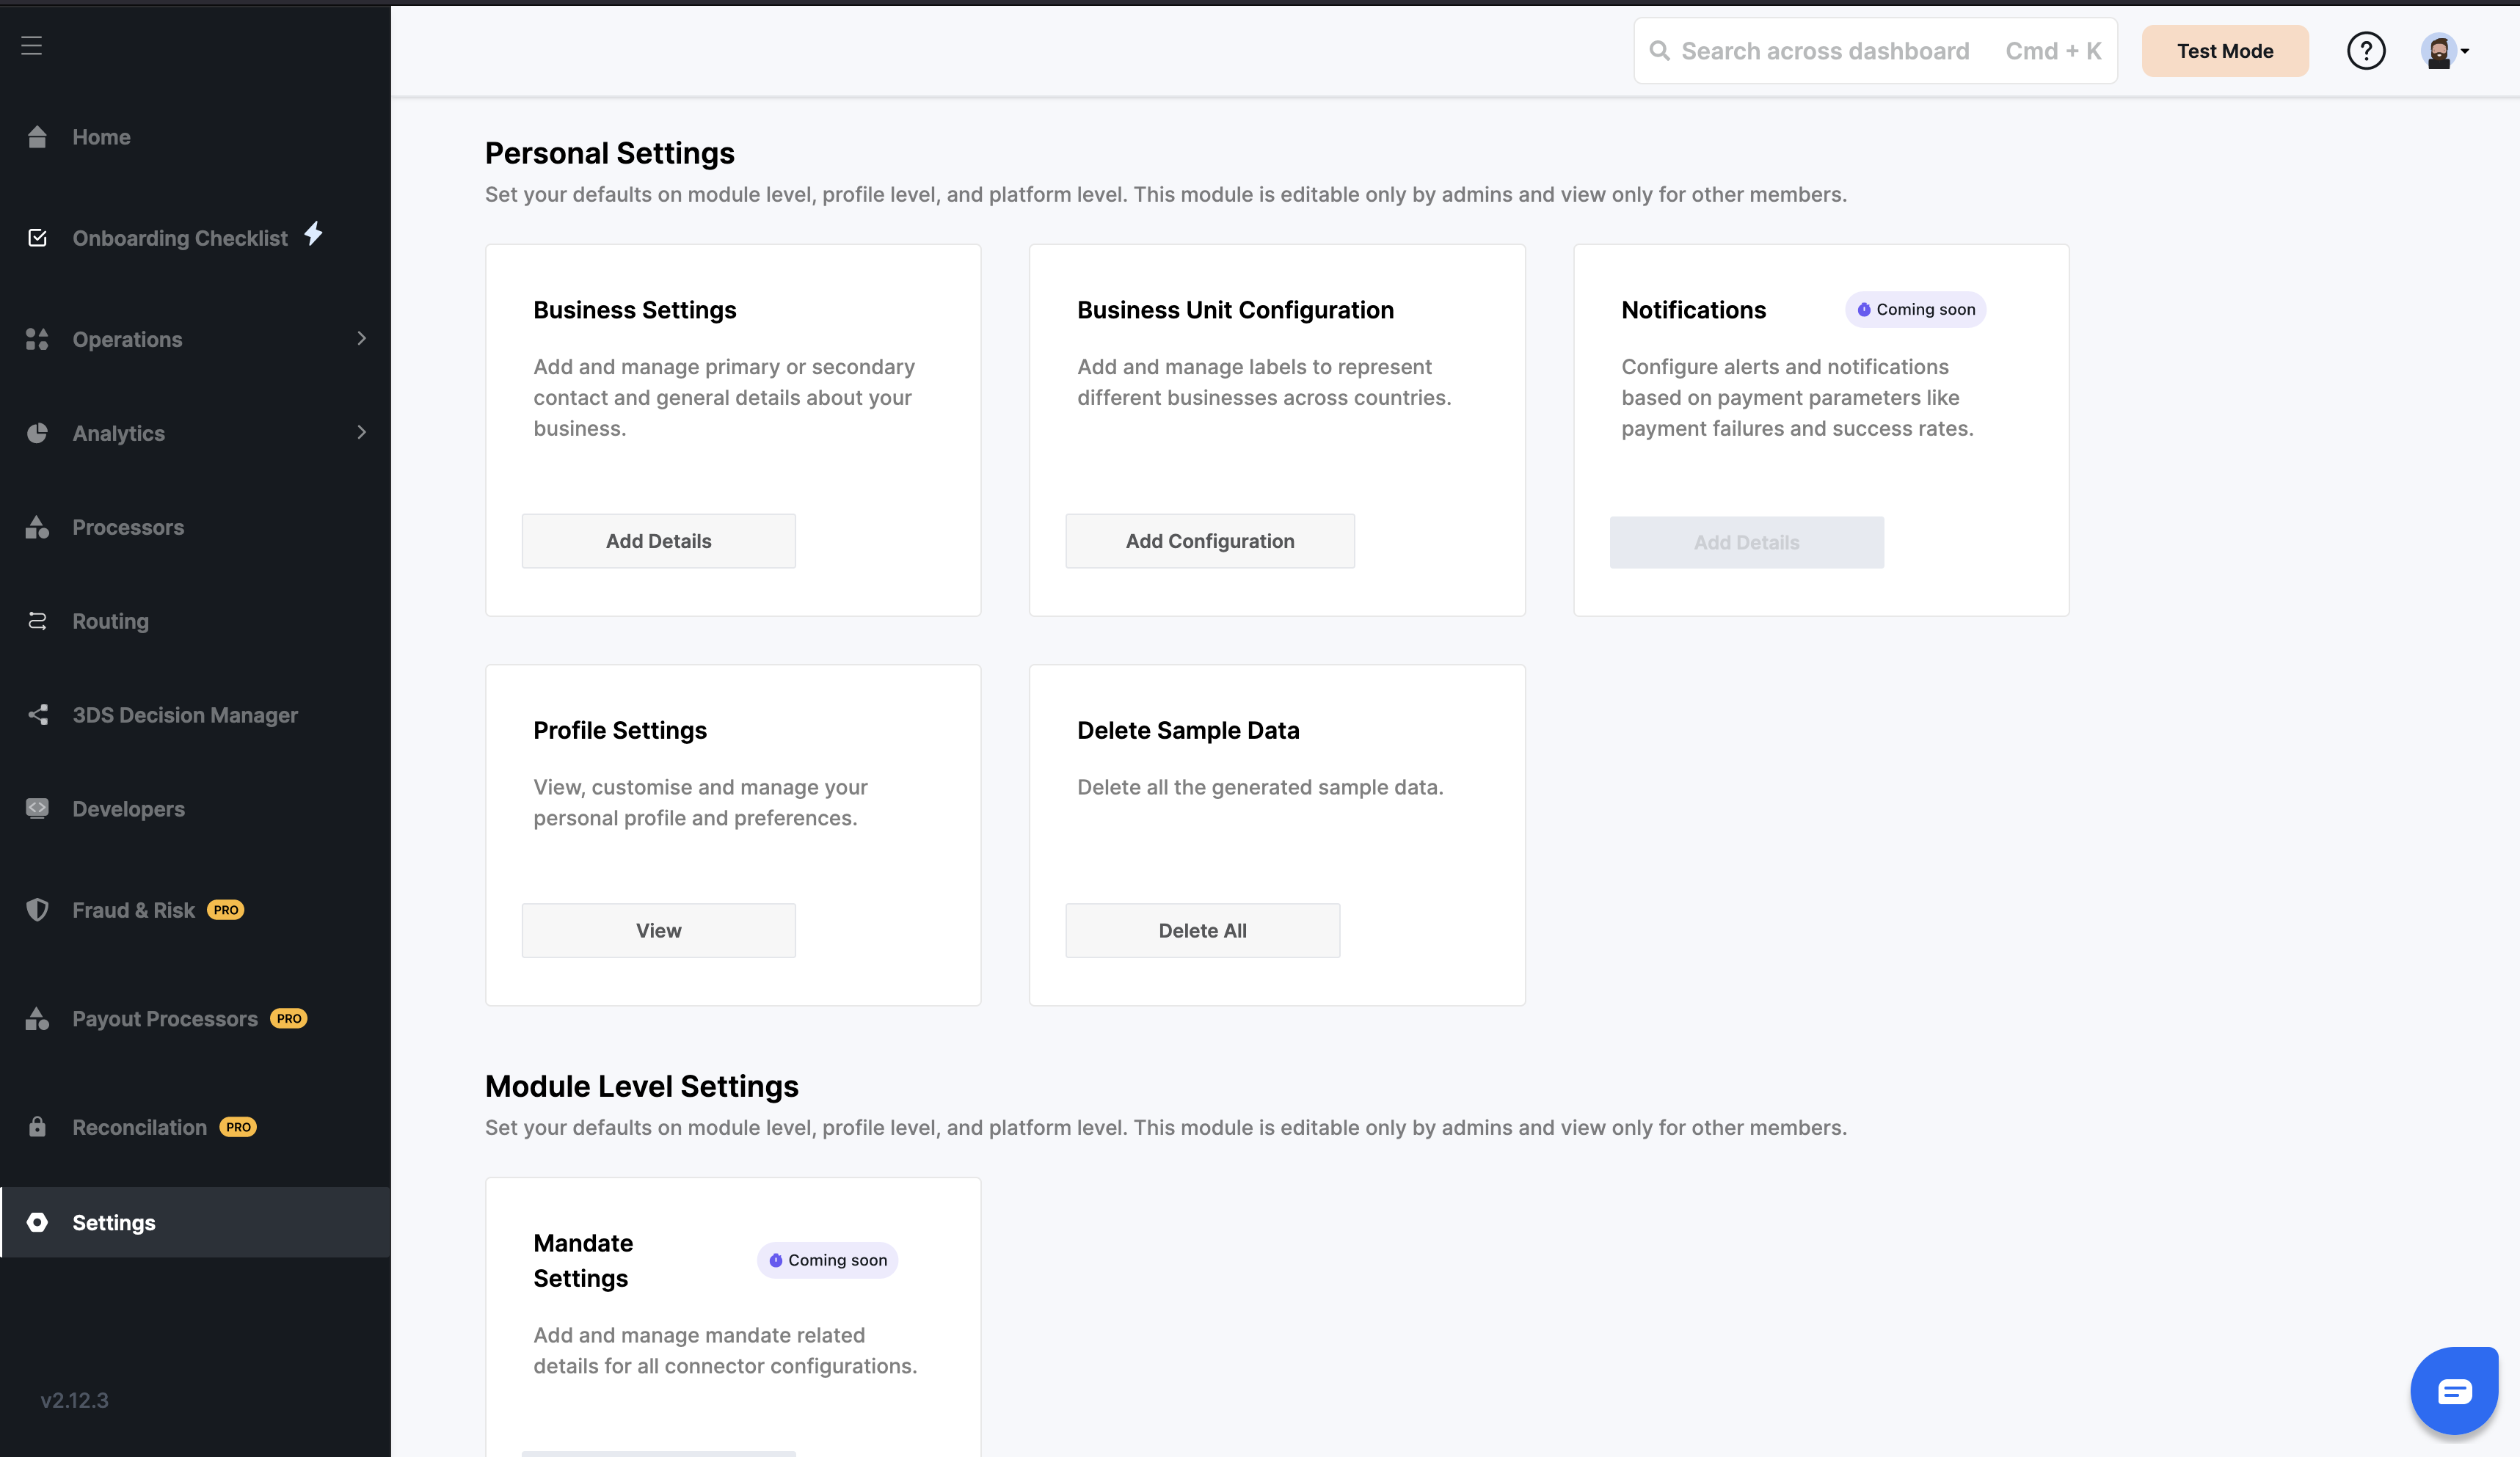 Home
Onboarding Checklist
Operations
Analytics
Processors
Routing
3DS Decision Manager
Developers
Fraud & Risk PRO
Payout Processors PRO
Reconcilation PRO
Settings
v2.12.3
Search across dashboard Cmd + K
Test Mode
?
Personal Settings
Set your defaults on module level, profile level, and platform level. This module is editable only by admins and view only for other members.
Business Settings
Add and manage primary or secondary
contact and general details about your
business.
Add Details
Business Unit Configuration
Add and manage labels to represent
different businesses across countries.
Add Configuration
Notifications
Coming soon
Configure alerts and notifications
based on payment parameters like
payment failures and success rates.
Add Details
Profile Settings
View, customise and manage your
personal profile and preferences.
View
Delete Sample Data
Delete all the generated sample data.
Delete All
Module Level Settings
Set your defaults on module level, profile level, and platform level. This module is editable only by admins and view only for other members.
Mandate
Settings
Coming soon
Add and manage mandate related
details for all connector configurations.